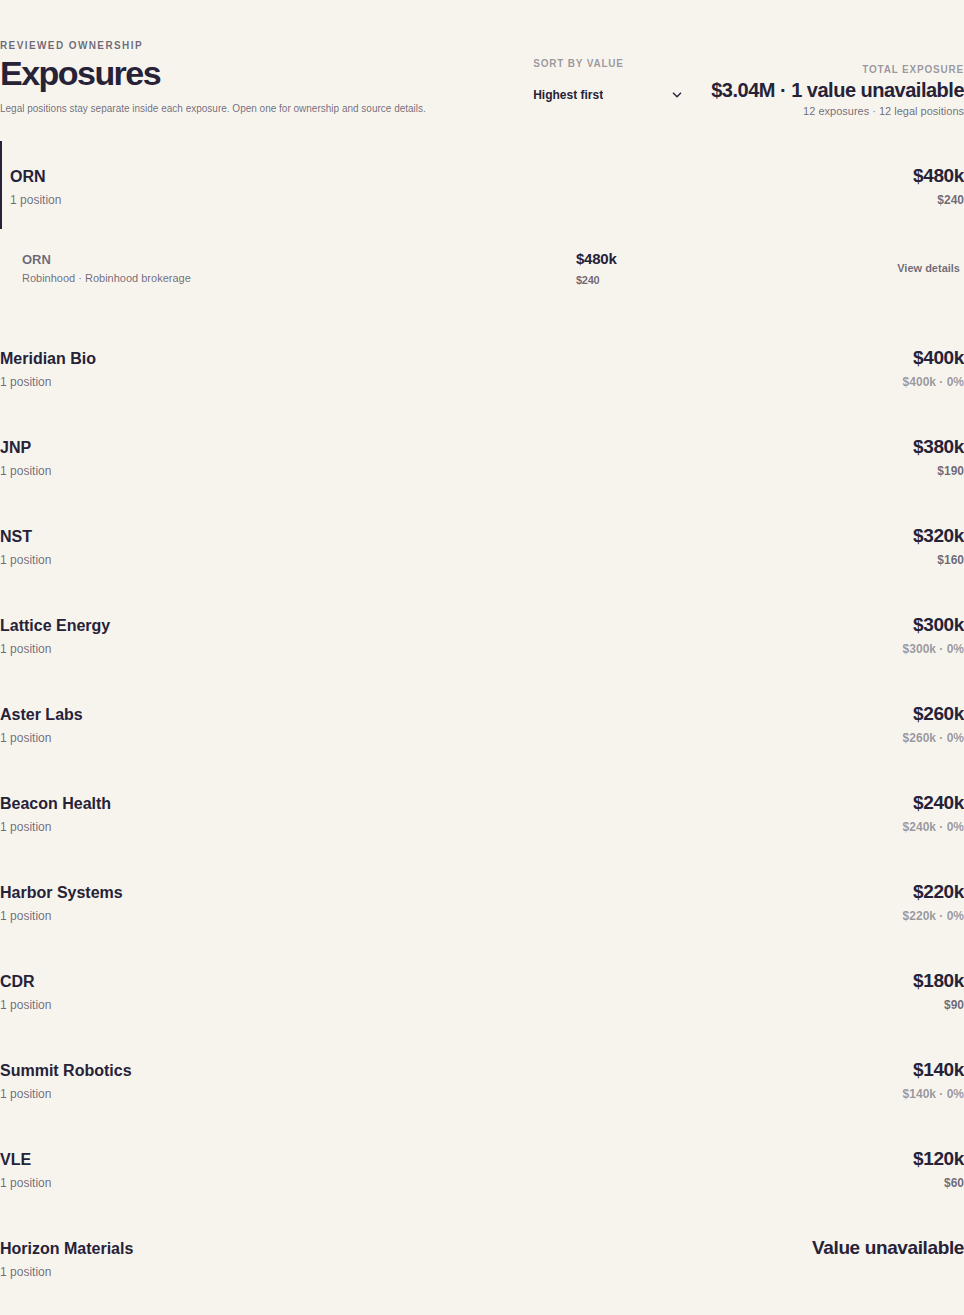 REVIEWED OWNERSHIP
Exposures
Legal positions stay separate inside each exposure. Open one for ownership and source details.
SORT BY VALUE
Highest first
TOTAL EXPOSURE
$3.04M · 1 value unavailable
12 exposures · 12 legal positions
ORN
$480k
1 position
$240
ORN
$480k
Robinhood · Robinhood brokerage
$240
View details
Meridian Bio
$400k
1 position
$400k · 0%
JNP
$380k
1 position
$190
NST
$320k
1 position
$160
Lattice Energy
$300k
1 position
$300k · 0%
Aster Labs
$260k
1 position
$260k · 0%
Beacon Health
$240k
1 position
$240k · 0%
Harbor Systems
$220k
1 position
$220k · 0%
CDR
$180k
1 position
$90
Summit Robotics
$140k
1 position
$140k · 0%
VLE
$120k
1 position
$60
Horizon Materials
Value unavailable
1 position